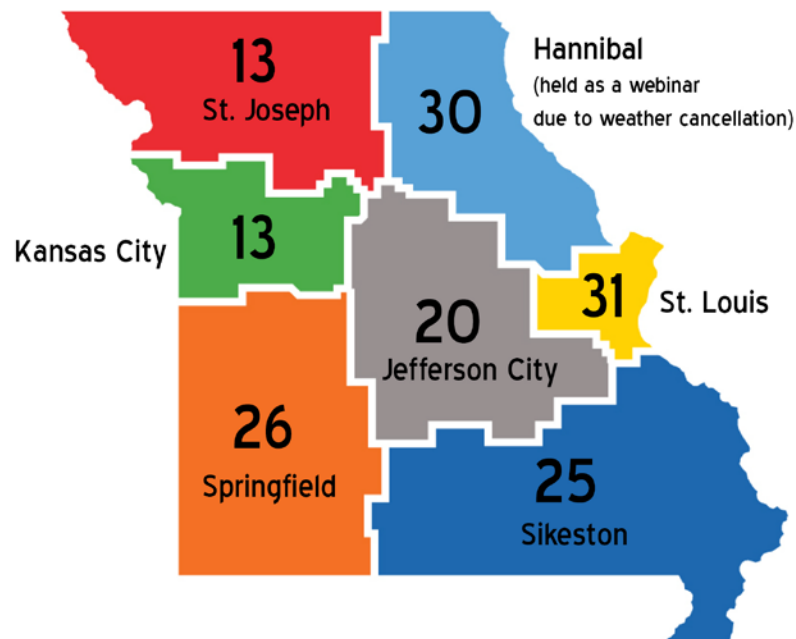 13
St. Joseph
30
Hannibal
(held as a webinar
due to weather cancellation)
Kansas City
13
20
Jefferson City
31
St. Louis
26
Springfield
25
Sikeston